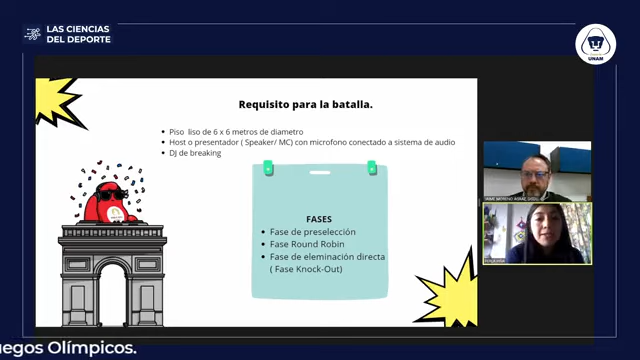 LAS CIENCIAS
DEL DEPORTE
UNAM
Requisito para la batalla.
Piso liso de 6 x 6 metros de diametro
Host o presentador ( Speaker/ MC) con microfono conectado a sistema de audio
DJ de breaking
FASES
Fase de preselección
Fase Round Robin
Fase de eleminación directa
( Fase Knock-Out)
uegos Olímpicos.